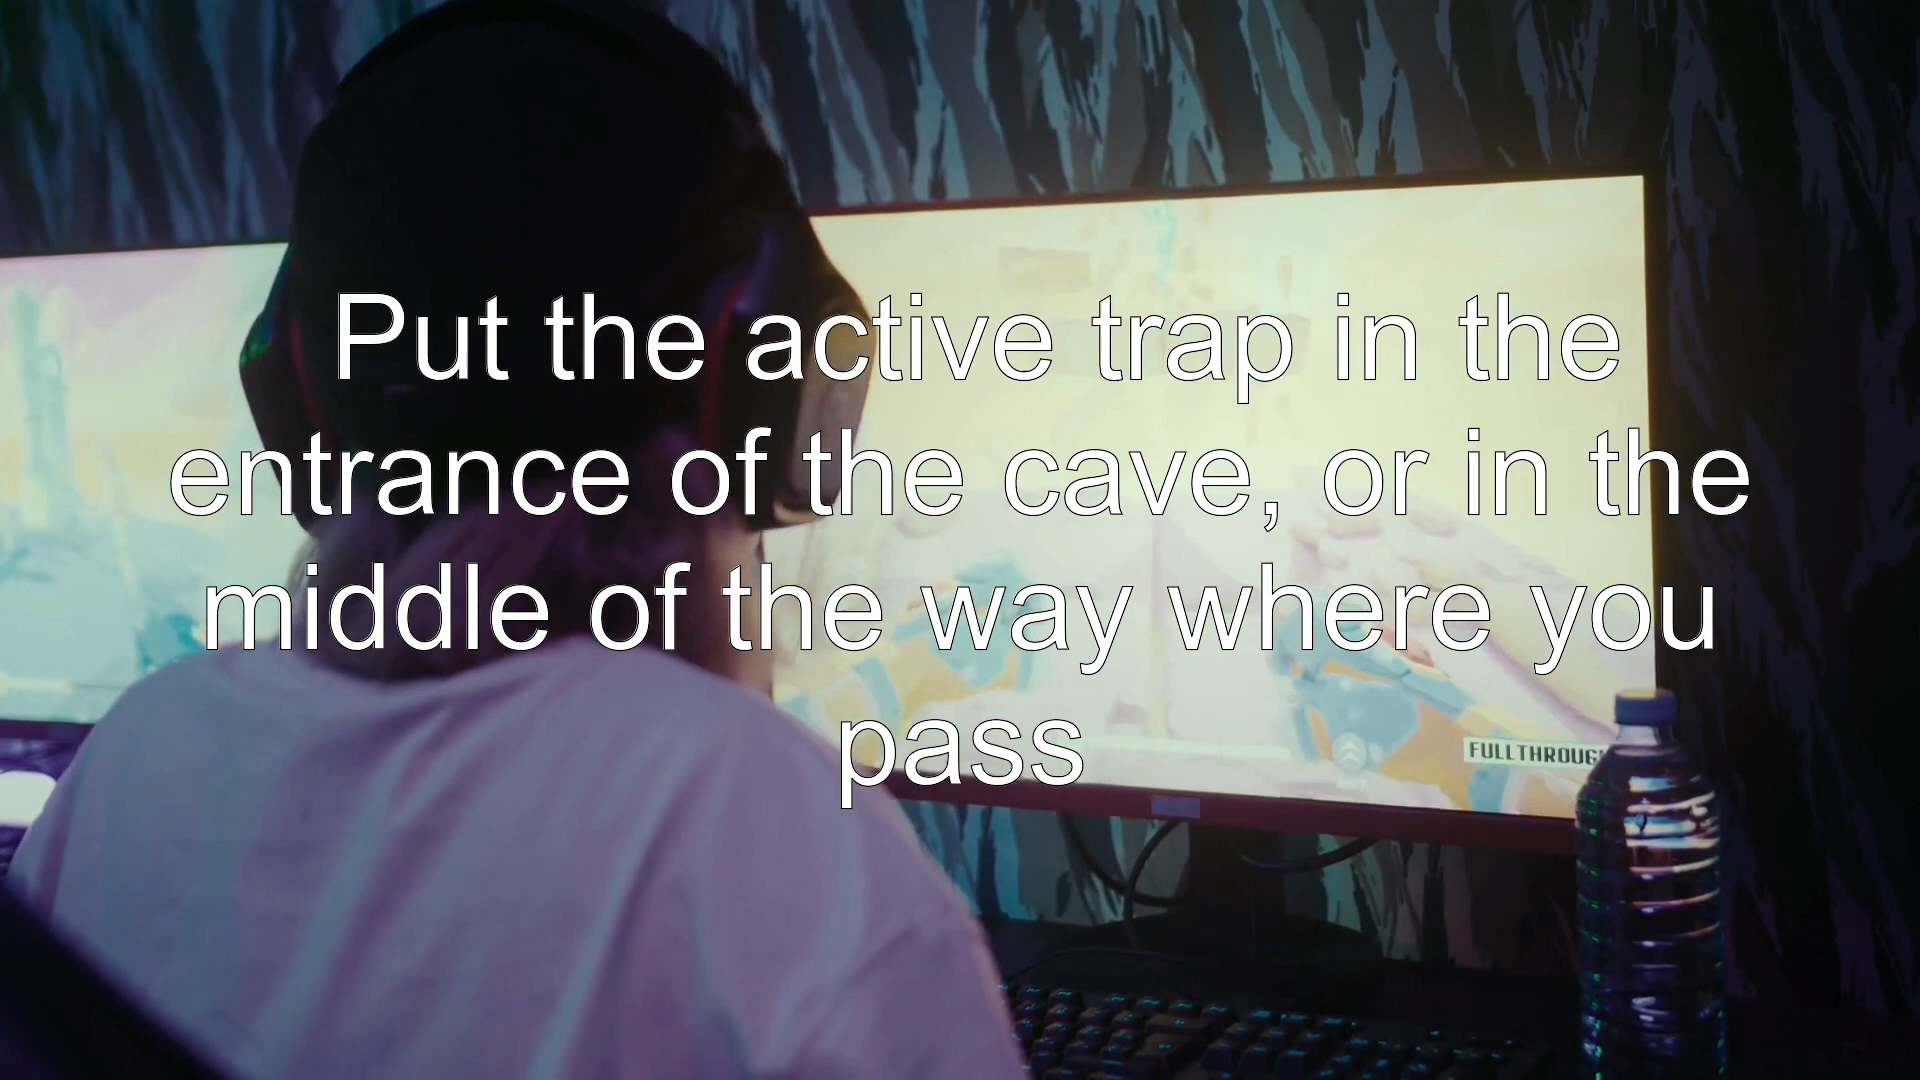 Put the active trap in the
entrance of the cave, or in the
middle of the way where you
pass